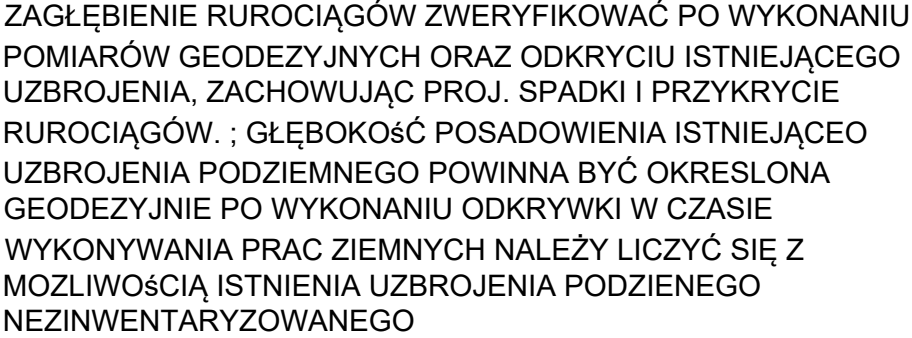 ZAGŁĘBIENIE RUROCIĄGÓW ZWERYFIKOWAĆ PO WYKONANIU
POMIARÓW GEODEZYJNYCH ORAZ ODKRYCIU ISTNIEJĄCEGO
UZBROJENIA, ZACHOWUJĄC PROJ. SPADKI I PRZYKRYCIE
RUROCIĄGÓW. ; GŁĘBOKOśĆ POSADOWIENIA ISTNIEJĄCEO
UZBROJENIA PODZIEMNEGO POWINNA BYĆ OKRESLONA
GEODEZYJNIE PO WYKONANIU ODKRYWKI W CZASIE
WYKONYWANIA PRAC ZIEMNYCH NALEŻY LICZYĆ SIĘ Z
MOZLIWOśCIĄ ISTNIENIA UZBROJENIA PODZIENEGO
NEZINWENTARYZOWANEGO